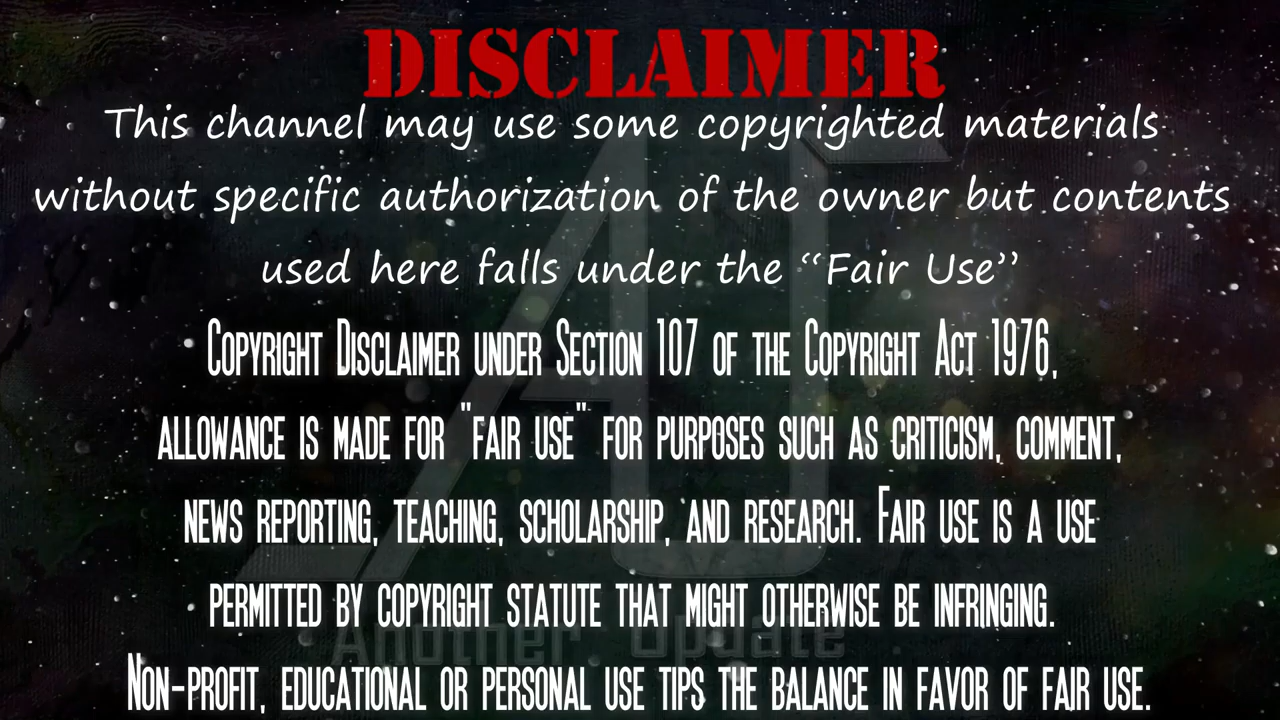 DISCLAIMER
This channel may use some copyrighted materials
without specific authorization of the owner but contents
used here falls under the “Fair Use”
Copyright Disclaimer under Section 107 of the Copyright Act 1976,
allowance is made for "fair use" for purposes such as criticism, comment,
news reporting, teaching, scholarship, and research. Fair use is a use
permitted by copyright statute that might otherwise be infringing.
Another Update
Non-profit, educational or personal use tips the balance in favor of fair use.